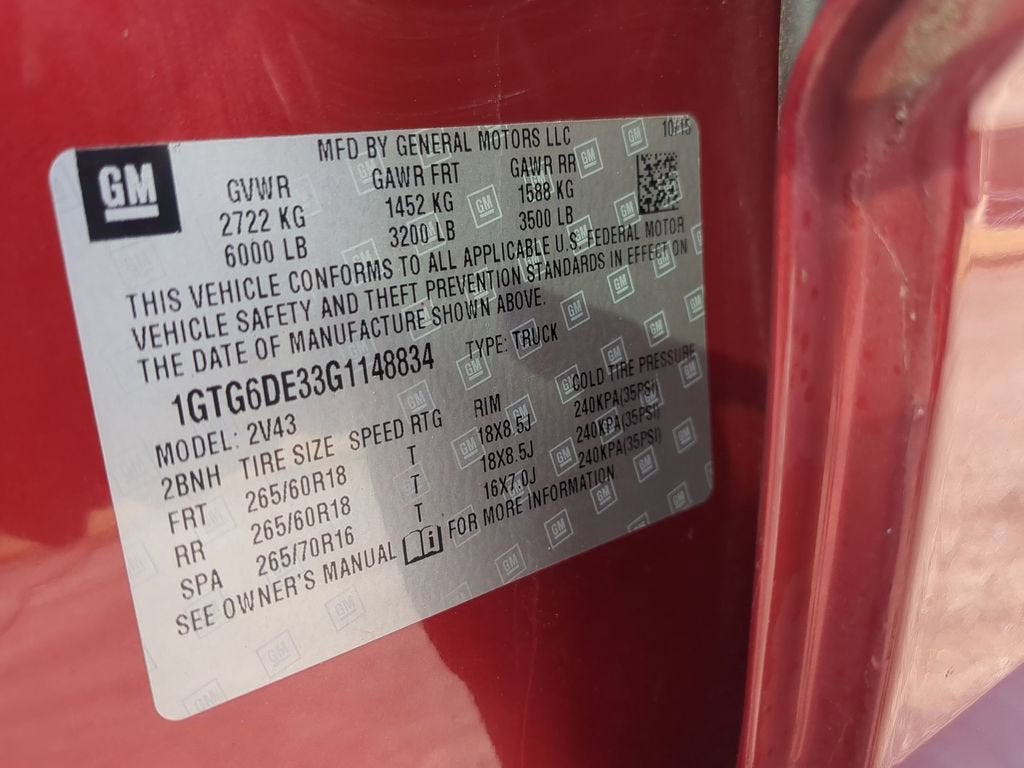 MFD BY GENERAL MOTORS LLC 10/15
GM
GVWR GAWR FRT GAWR RR
2722 KG 1452 KG 1588 KG
6000 LB 3200 LB 3500 LB
THIS VEHICLE CONFORMS TO ALL APPLICABLE U.S. FEDERAL MOTOR
VEHICLE SAFETY AND THEFT PREVENTION STANDARDS IN EFFECT ON
THE DATE OF MANUFACTURE SHOWN ABOVE.
1GTG6DE33G1148834 TYPE: TRUCK
MODEL: 2V43
2BNH TIRE SIZE SPEED RTG RIM COLD TIRE PRESSURE
FRT 265/60R18 T 18X8.5J 240KPA(35PSI)
RR 265/60R18 T 18X8.5J 240KPA(35PSI)
SPA 265/70R16 T 16X7.0J 240KPA(35PSI)
SEE OWNER'S MANUAL FOR MORE INFORMATION